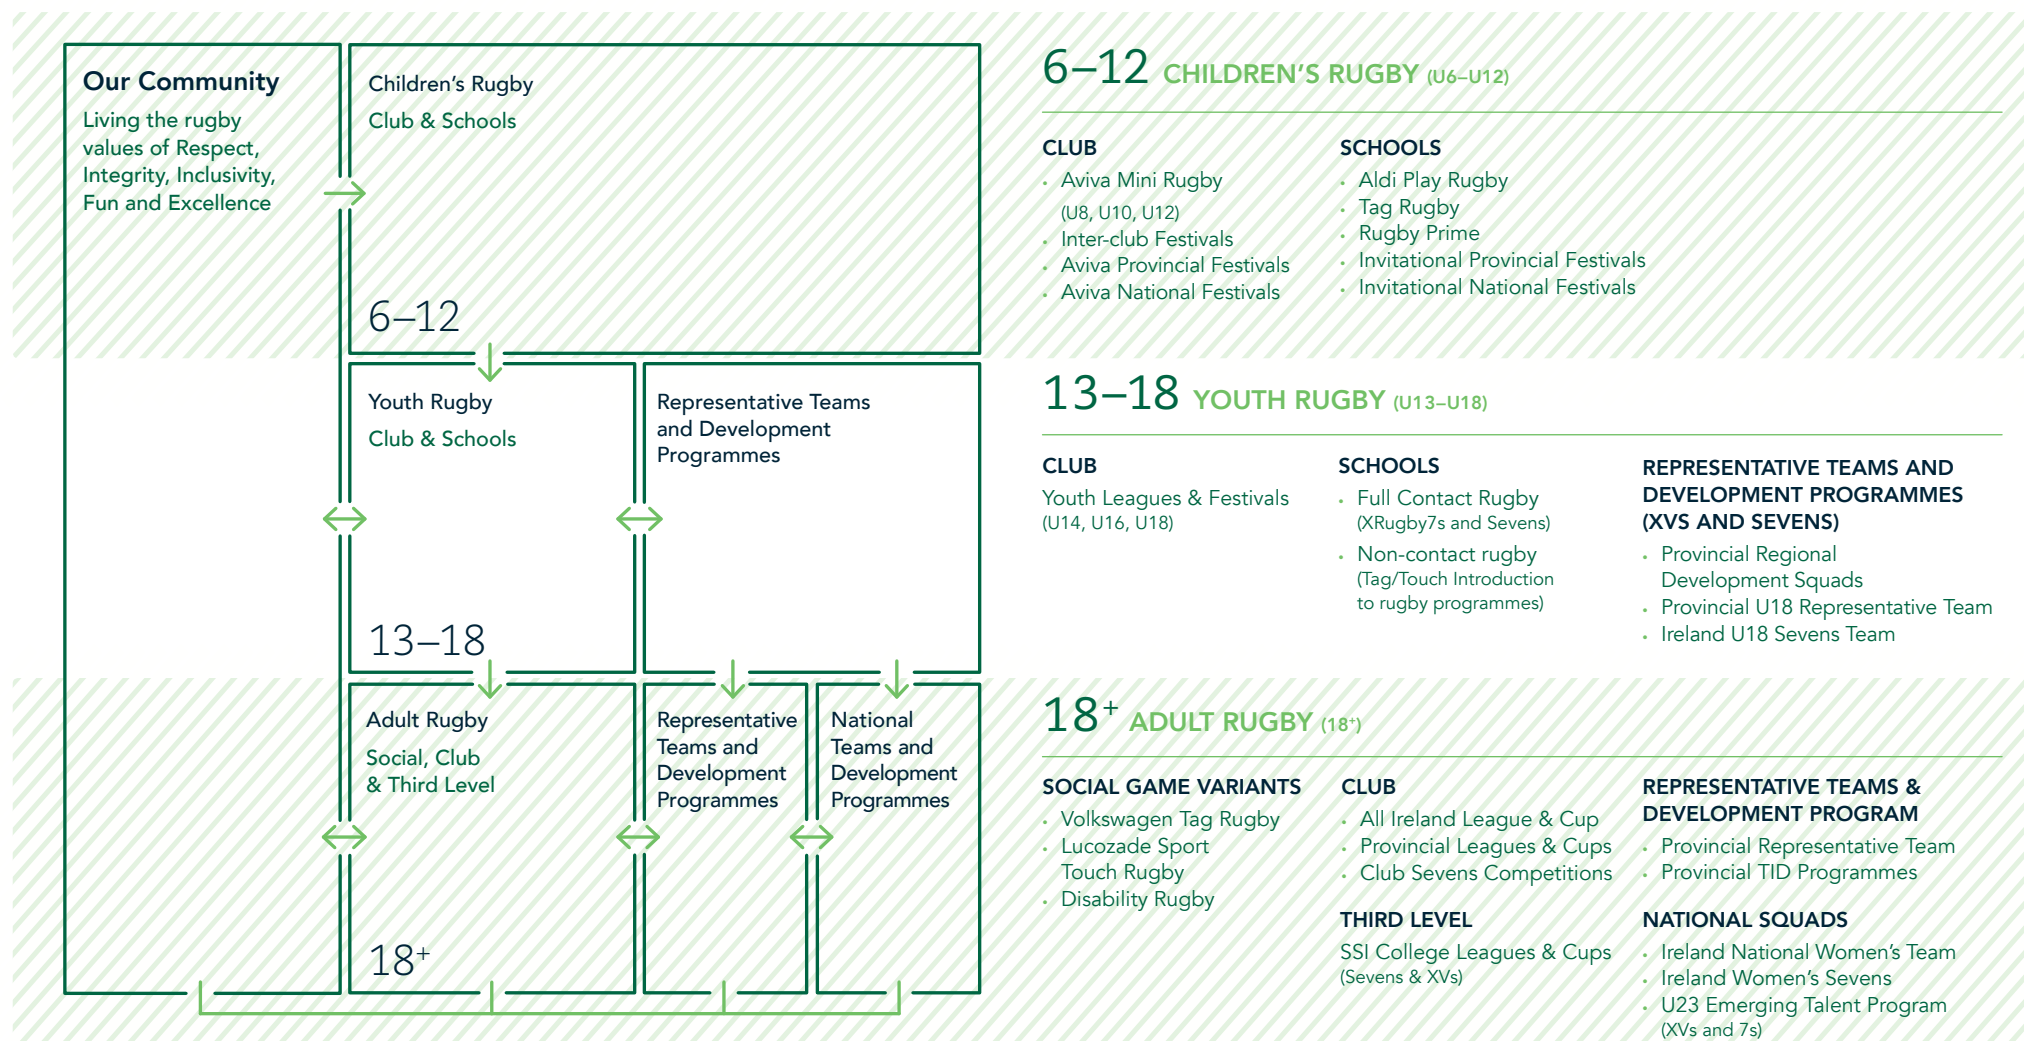 Our Community
Living the rugby
values of Respect,
Integrity, Inclusivity,
Fun and Excellence
Children's Rugby
Club & Schools
6–12
Youth Rugby
Club & Schools
13–18
Representative Teams
and Development
Programmes
Adult Rugby
Social, Club
& Third Level
18+
Representative
Teams and
Development
Programmes
National
Teams and
Development
Programmes
6–12 CHILDREN'S RUGBY (U6–U12)
CLUB
• Aviva Mini Rugby
(U8, U10, U12)
• Inter-club Festivals
• Aviva Provincial Festivals
• Aviva National Festivals
SCHOOLS
• Aldi Play Rugby
• Tag Rugby
• Rugby Prime
• Invitational Provincial Festivals
• Invitational National Festivals
13–18 YOUTH RUGBY (U13–U18)
CLUB
Youth Leagues & Festivals
(U14, U16, U18)
SCHOOLS
• Full Contact Rugby
(XRugby7s and Sevens)
• Non-contact rugby
(Tag/Touch Introduction
to rugby programmes)
REPRESENTATIVE TEAMS AND
DEVELOPMENT PROGRAMMES
(XVS AND SEVENS)
• Provincial Regional
Development Squads
• Provincial U18 Representative Team
• Ireland U18 Sevens Team
18+ ADULT RUGBY (18+)
SOCIAL GAME VARIANTS
• Volkswagen Tag Rugby
• Lucozade Sport
Touch Rugby
• Disability Rugby
CLUB
• All Ireland League & Cup
• Provincial Leagues & Cups
• Club Sevens Competitions
THIRD LEVEL
SSI College Leagues & Cups
(Sevens & XVs)
REPRESENTATIVE TEAMS &
DEVELOPMENT PROGRAM
• Provincial Representative Team
• Provincial TID Programmes
NATIONAL SQUADS
• Ireland National Women's Team
• Ireland Women's Sevens
• U23 Emerging Talent Program
(XVs and 7s)